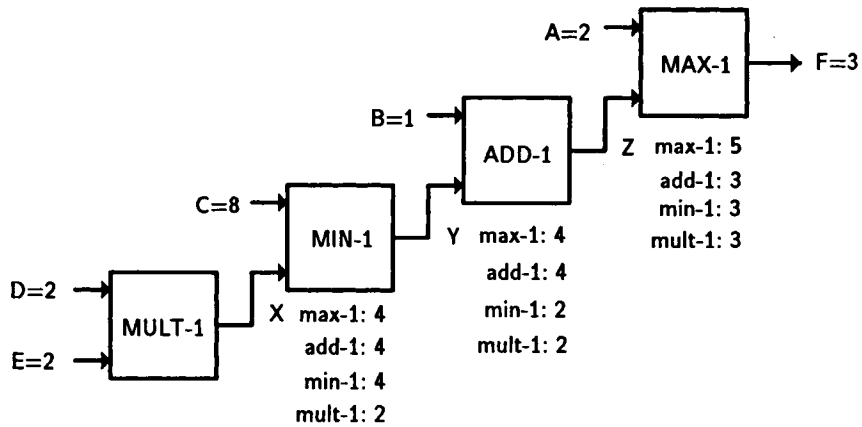 A=2
MAX-1
F=3
B=1
ADD-1
Z max-1: 5
add-1: 3
min-1: 3
mult-1: 3
C=8
MIN-1
Y max-1: 4
add-1: 4
min-1: 2
mult-1: 2
D=2
MULT-1
E=2
X max-1: 4
add-1: 4
min-1: 4
mult-1: 2